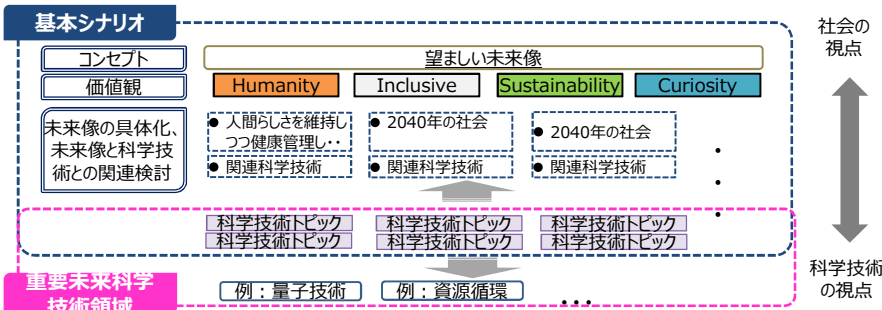 基本シナリオ
社会の
視点
コンセプト
望ましい未来像
価値観
Humanity
Inclusive
Sustainability
Curiosity
未来像の具体化、
未来像と科学技
術との関連検討
● 人間らしさを維持し
つつ健康管理し・・
● 関連科学技術
● 2040年の社会
● 関連科学技術
● 2040年の社会
● 関連科学技術
・
・
・
科学技術トピック
科学技術トピック
科学技術トピック
科学技術トピック
科学技術トピック
科学技術トピック
科学技術
の視点
重要未来科学
技術領域
例：量子技術
例：資源循環
・・・